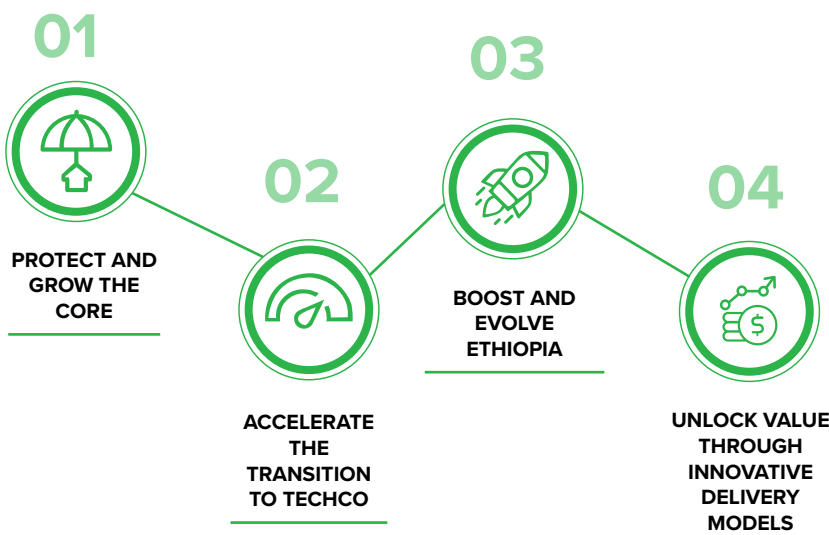 01
PROTECT AND
GROW THE
CORE
02
ACCELERATE
THE
TRANSITION
TO TECHCO
03
BOOST AND
EVOLVE
ETHIOPIA
04
$
UNLOCK VALUE
THROUGH
INNOVATIVE
DELIVERY
MODELS